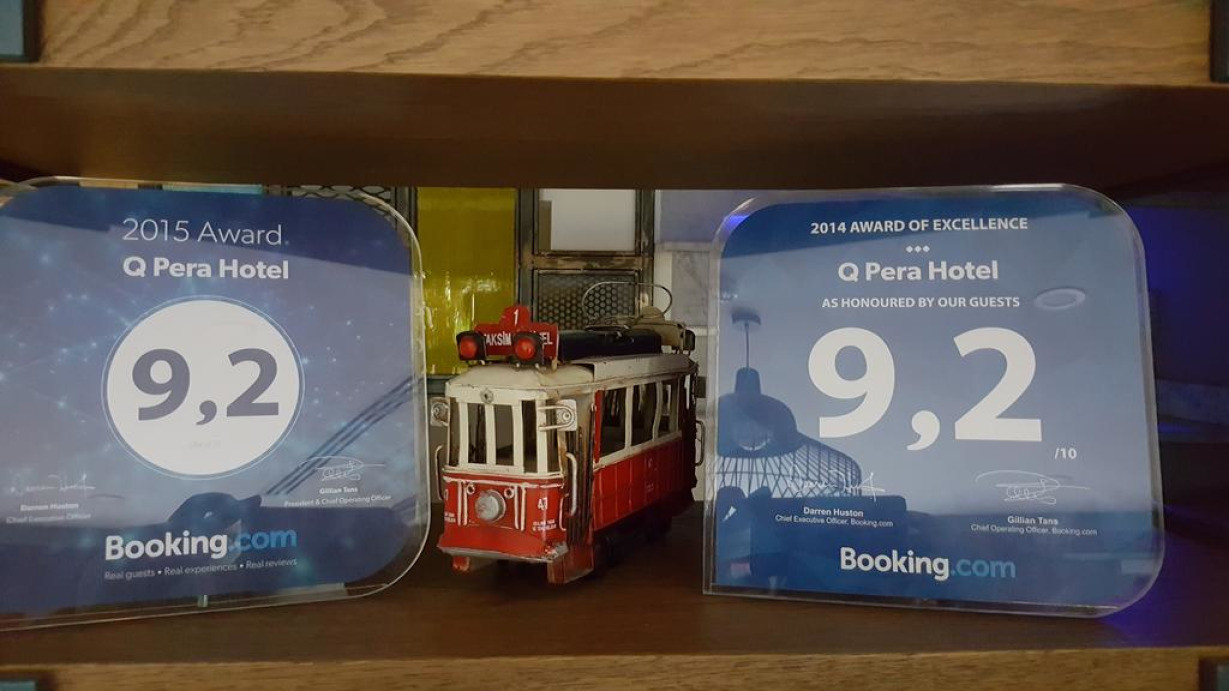 2015 Award
Q Pera Hotel
9,2
Gillian Tans
President & Chief Operating Officer
Darren Huston
Chief Executive Officer
Booking.com
Real guests • Real experiences • Real reviews
1
47
2014 AWARD OF EXCELLENCE
Q Pera Hotel
AS HONOURED BY OUR GUESTS
9,2
/10
Darren Huston
Chief Executive Officer, Booking.com
Gillian Tans
Chief Operating Officer, Booking.com
Booking.com